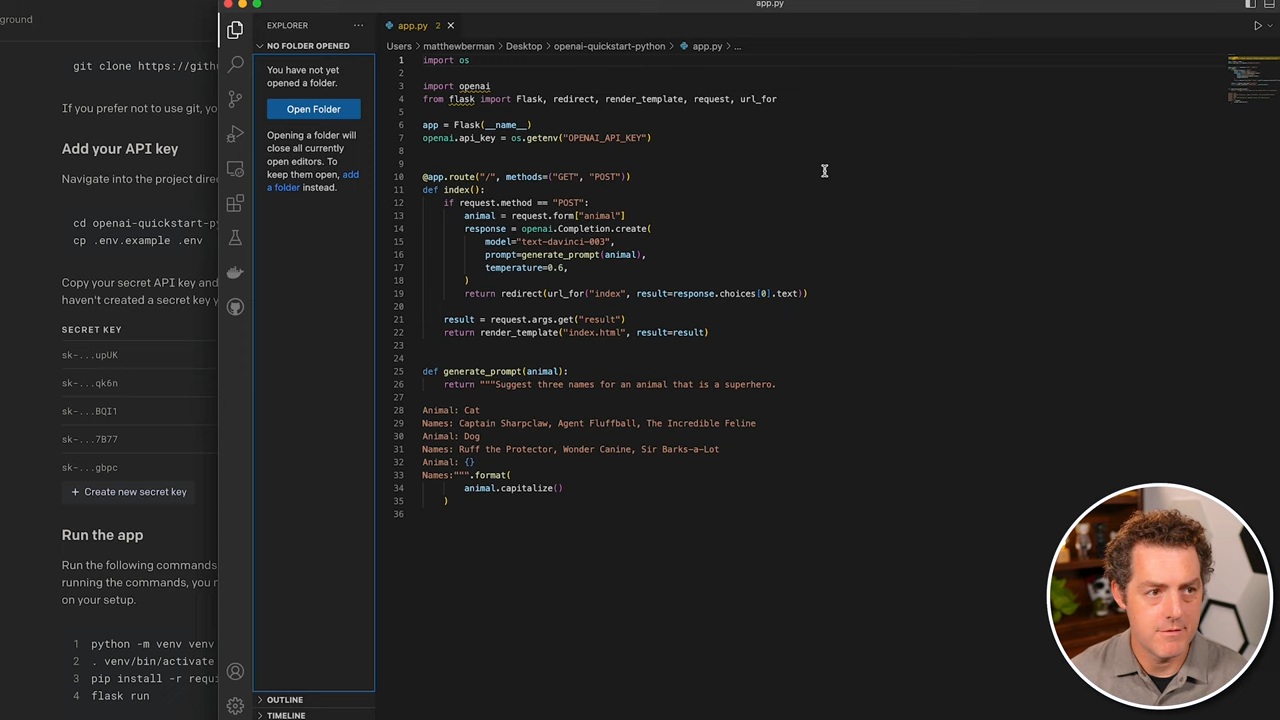 ground
git clone https://githu
If you prefer not to use git, yo
Add your API key
Navigate into the project direc
cd openai-quickstart-py
cp .env.example .env
Copy your secret API key and
haven't created a secret key y
SECRET KEY
sk-...upUK
sk-...qk6n
sk-...BQI1
sk-...7B77
sk-...gbpc
+ Create new secret key
Run the app
Run the following commands
running the commands, you n
on your setup.
1 python -m venv venv
2 . venv/bin/activate
3 pip install -r requi
4 flask run
app.py
EXPLORER ...
NO FOLDER OPENED
You have not yet
opened a folder.
Open Folder
Opening a folder will
close all currently
open editors. To
keep them open, add
a folder instead.
OUTLINE
TIMELINE
app.py 2
Users > matthewberman > Desktop > openai-quickstart-python > app.py > ...
1 import os
2
3 import openai
4 from flask import Flask, redirect, render_template, request, url_for
5
6 app = Flask(__name__)
7 openai.api_key = os.getenv("OPENAI_API_KEY")
8
9
10 @app.route("/", methods=("GET", "POST"))
11 def index():
12 if request.method == "POST":
13 animal = request.form["animal"]
14 response = openai.Completion.create(
15 model="text-davinci-003",
16 prompt=generate_prompt(animal),
17 temperature=0.6,
18 )
19 return redirect(url_for("index", result=response.choices[0].text))
20
21 result = request.args.get("result")
22 return render_template("index.html", result=result)
23
24
25 def generate_prompt(animal):
26 return """Suggest three names for an animal that is a superhero.
27
28 Animal: Cat
29 Names: Captain Sharpclaw, Agent Fluffball, The Incredible Feline
30 Animal: Dog
31 Names: Ruff the Protector, Wonder Canine, Sir Barks-a-Lot
32 Animal: {}
33 Names:""".format(
34 animal.capitalize()
35 )
36